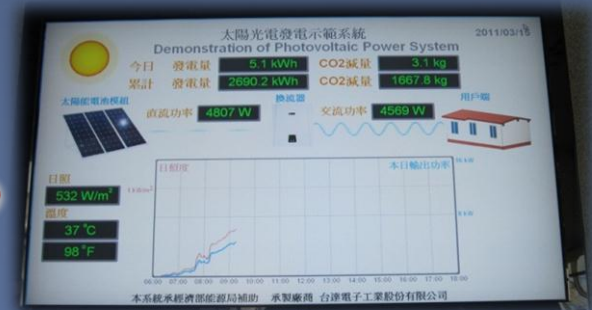 太陽光電發電示範系統
2011/03/15
Demonstration of Photovoltaic Power System
今日 發電量 5.1 kWh CO2減量 3.1 kg
累計 發電量 2690.2 kWh CO2減量 1667.8 kg
太陽能電池模組
換流器
用戶端
直流功率 4807 W
交流功率 4569 W
日照度
本日輸出功率
日照
532 W/m²
溫度
37 °C
98 °F
06:00 07:00 08:00 09:00 10:00 11:00 12:00 13:00 14:00 15:00 16:00 17:00 18:00
本系統承經濟部能源局補助 承製廠商 台達電子工業股份有限公司